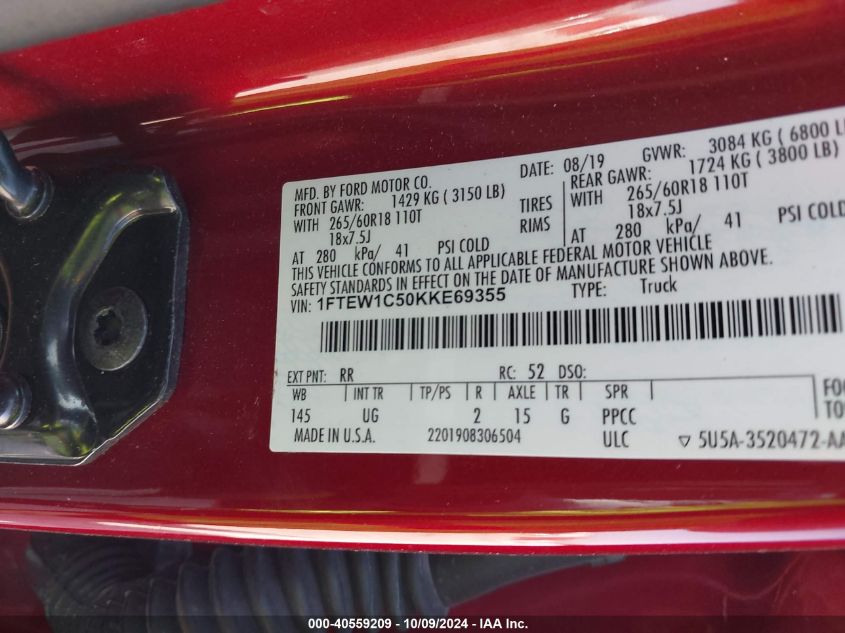 MFD. BY FORD MOTOR CO.
DATE: 08/19 GVWR: 3084 KG ( 6800
FRONT GAWR: 1429 KG ( 3150 LB)
REAR GAWR: 1724 KG ( 3800 LB)
WITH 265/60R18 110T TIRES WITH 265/60R18 110T
18x7.5J RIMS 18x7.5J
AT 280 kPa/ 41 PSI COLD AT 280 kPa/ 41 PSI COLD
THIS VEHICLE CONFORMS TO ALL APPLICABLE FEDERAL MOTOR VEHICLE
SAFETY STANDARDS IN EFFECT ON THE DATE OF MANUFACTURE SHOWN ABOVE.
VIN: 1FTEW1C50KKE69355 TYPE: Truck
EXT PNT: RR RC: 52 DSO:
WB INT TR TP/PS R AXLE TR SPR
145 UG 2 15 G PPCC
MADE IN U.S.A. 2201908306504 ULC 5U5A-3520472-AA
000-40559209 - 10/09/2024 - IAA Inc.